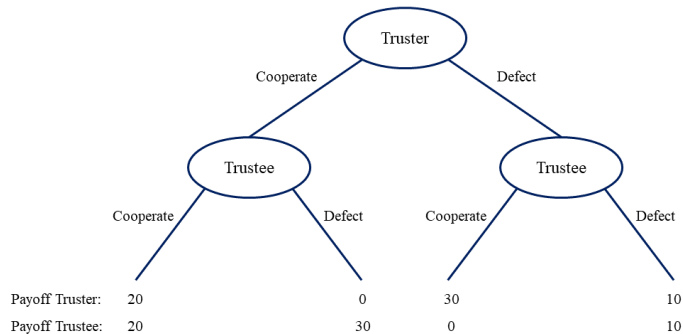 Truster
Cooperate Defect
Trustee Trustee
Cooperate Defect Cooperate Defect
Payoff Truster: 20 0 30 10
Payoff Trustee: 20 30 0 10